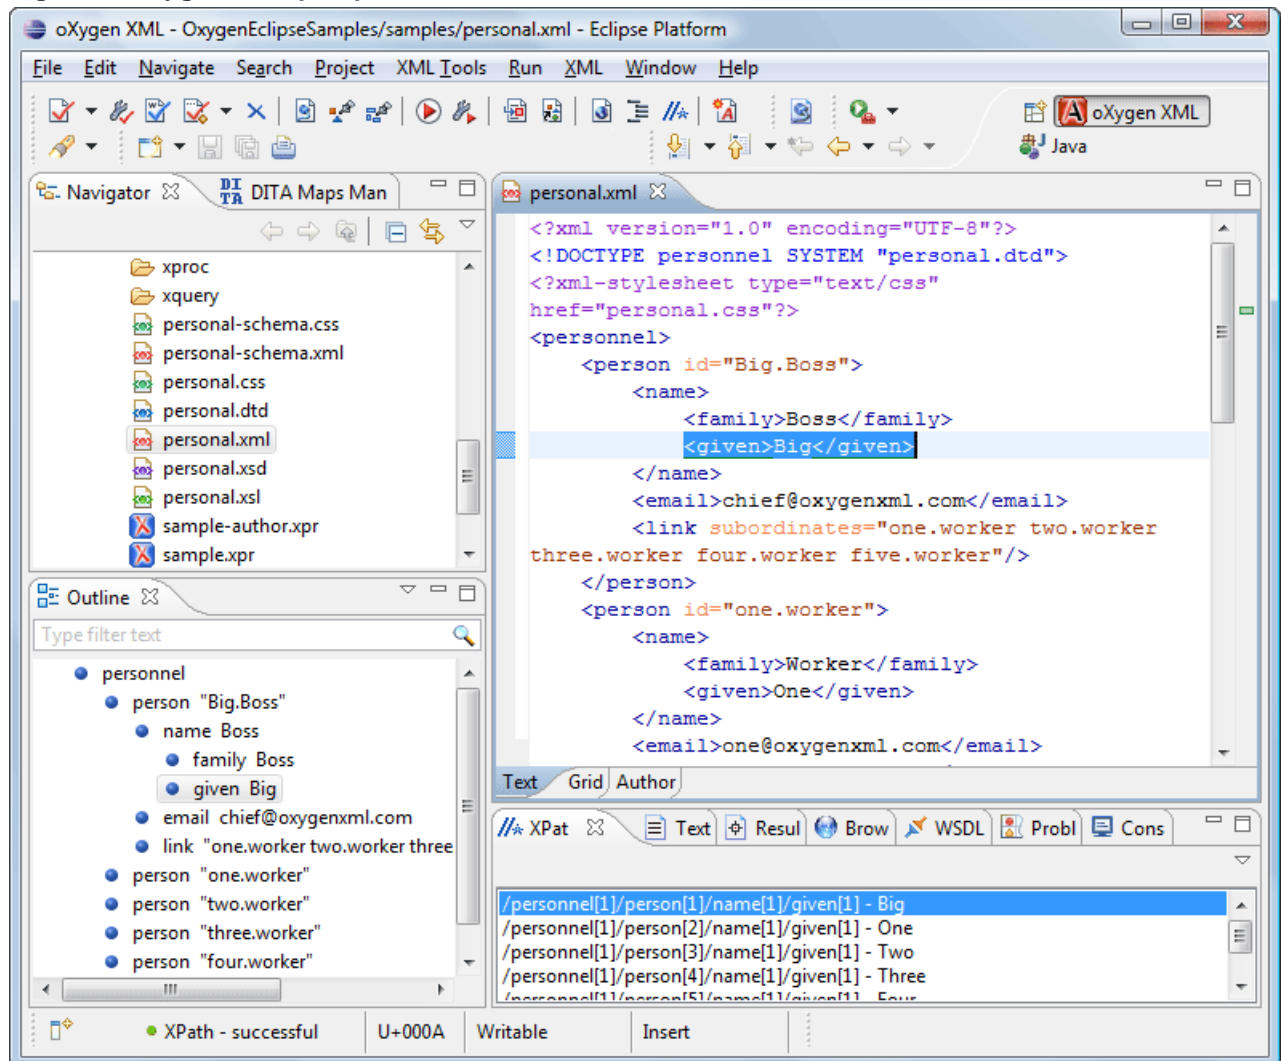 oXygen XML - OxygenEclipseSamples/samples/personal.xml - Eclipse Platform
File Edit Navigate Search Project XML Tools Run XML Window Help
oXygen XML
Java
Navigator DITA Maps Man
xproc
xquery
personal-schema.css
personal-schema.xml
personal.css
personal.dtd
personal.xml
personal.xsd
personal.xsl
sample-author.xpr
sample.xpr
Outline
Type filter text
personnel
person "Big.Boss"
name Boss
family Boss
given Big
email chief@oxygenxml.com
link "one.worker two.worker three
person "one.worker"
person "two.worker"
person "three.worker"
person "four.worker"
personal.xml
<?xml version="1.0" encoding="UTF-8"?>
<!DOCTYPE personnel SYSTEM "personal.dtd">
<?xml-stylesheet type="text/css"
href="personal.css"?>
<personnel>
<person id="Big.Boss">
<name>
<family>Boss</family>
<given>Big</given>
</name>
<email>chief@oxygenxml.com</email>
<link subordinates="one.worker two.worker
three.worker four.worker five.worker"/>
</person>
<person id="one.worker">
<name>
<family>Worker</family>
<given>One</given>
</name>
<email>one@oxygenxml.com</email>
Text Grid Author
XPat Text Resul Brow WSDL Probl Cons
/personnel[1]/person[1]/name[1]/given[1] - Big
/personnel[1]/person[2]/name[1]/given[1] - One
/personnel[1]/person[3]/name[1]/given[1] - Two
/personnel[1]/person[4]/name[1]/given[1] - Three
/personnel[1]/person[5]/name[1]/given[1] - Four
XPath - successful U+000A Writable Insert